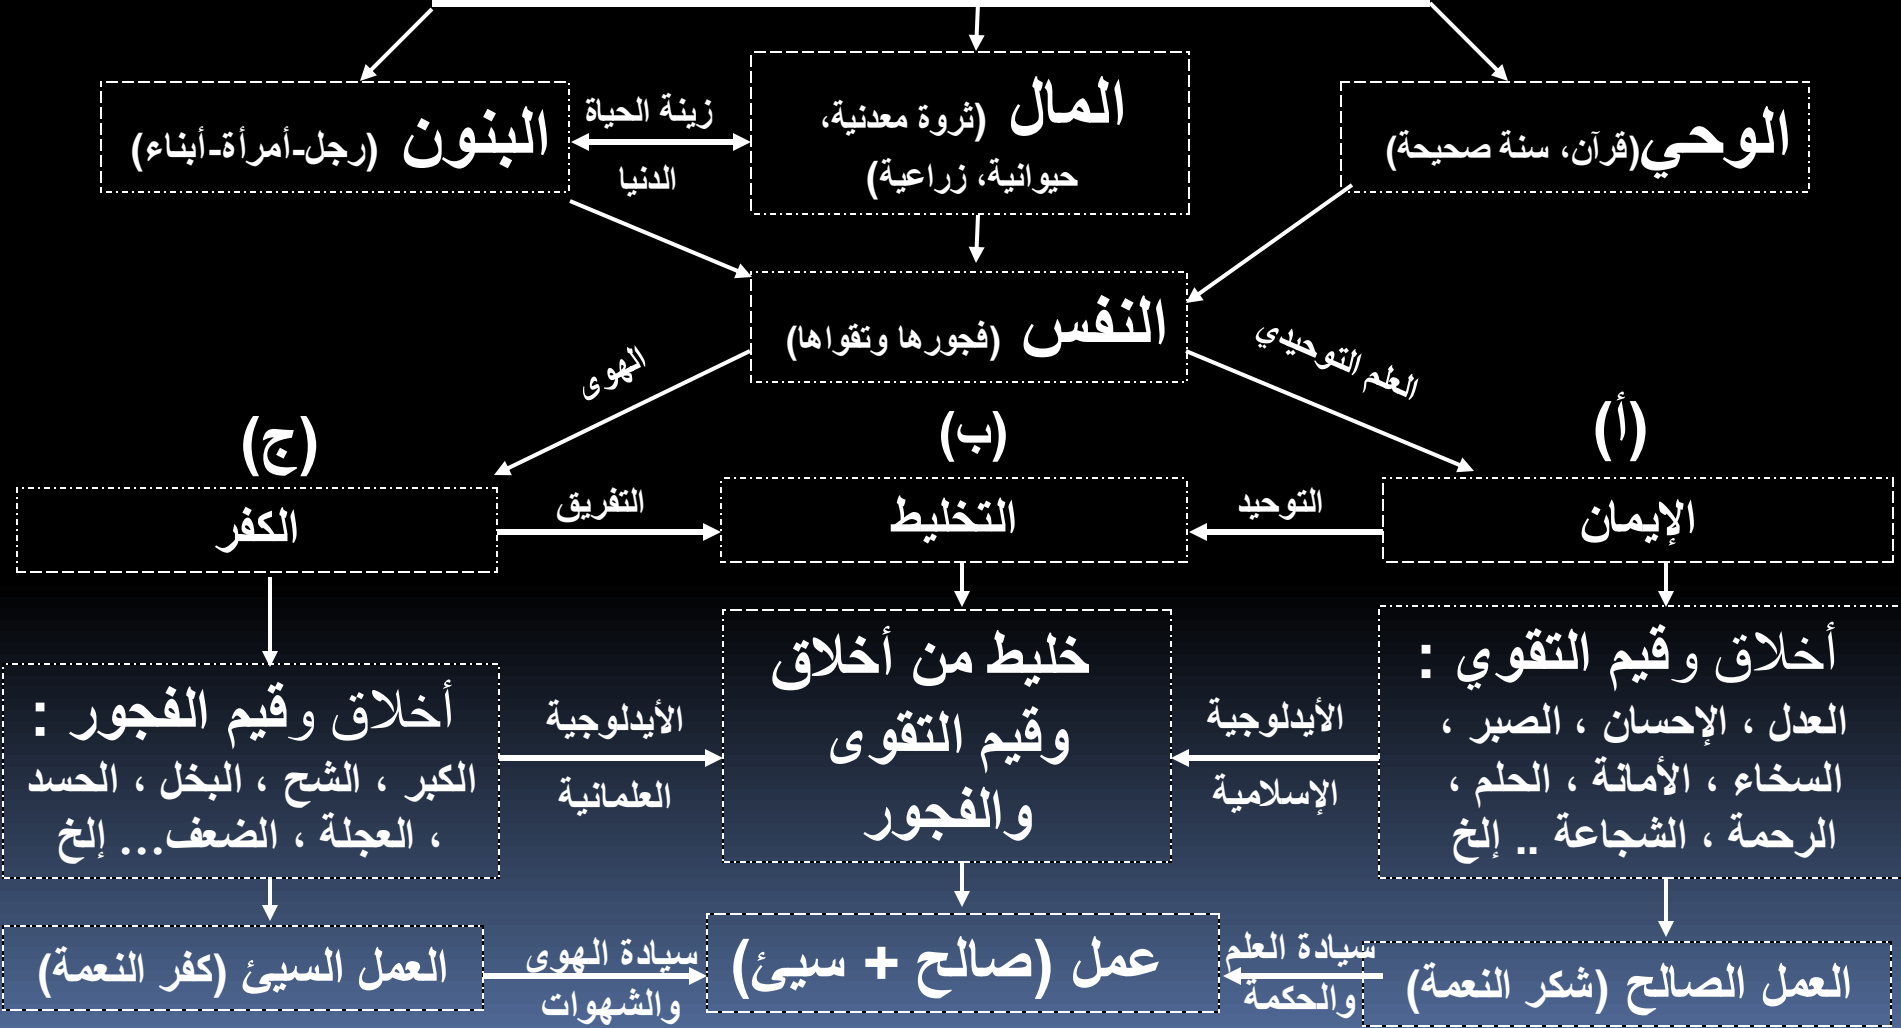 الوحي(قرآن، سنة صحيحة)
المال (ثروة معدنية،
حيوانية، زراعية)
زينة الحياة
الدنيا
البنون (رجل-أمرأة-أبناء)
النفس (فجورها وتقواها)
العلم التوحيدي
الهوى
(أ)
(ب)
(ج)
الإيمان
التوحيد
التخليط
التفريق
الكفر
أخلاق وقيم التقوي :
العدل ، الإحسان ، الصبر ،
السخاء ، الأمانة ، الحلم ،
الرحمة ، الشجاعة .. إلخ
الأيدلوجية
الإسلامية
خليط من أخلاق
وقيم التقوى
والفجور
الأيدلوجية
العلمانية
أخلاق وقيم الفجور :
الكبر ، الشح ، البخل ، الحسد
، العجلة ، الضعف... إلخ
العمل الصالح (شكر النعمة)
سيادة العلم
والحكمة
عمل (صالح + سيئ)
سيادة الهوى
والشهوات
العمل السيئ (كفر النعمة)